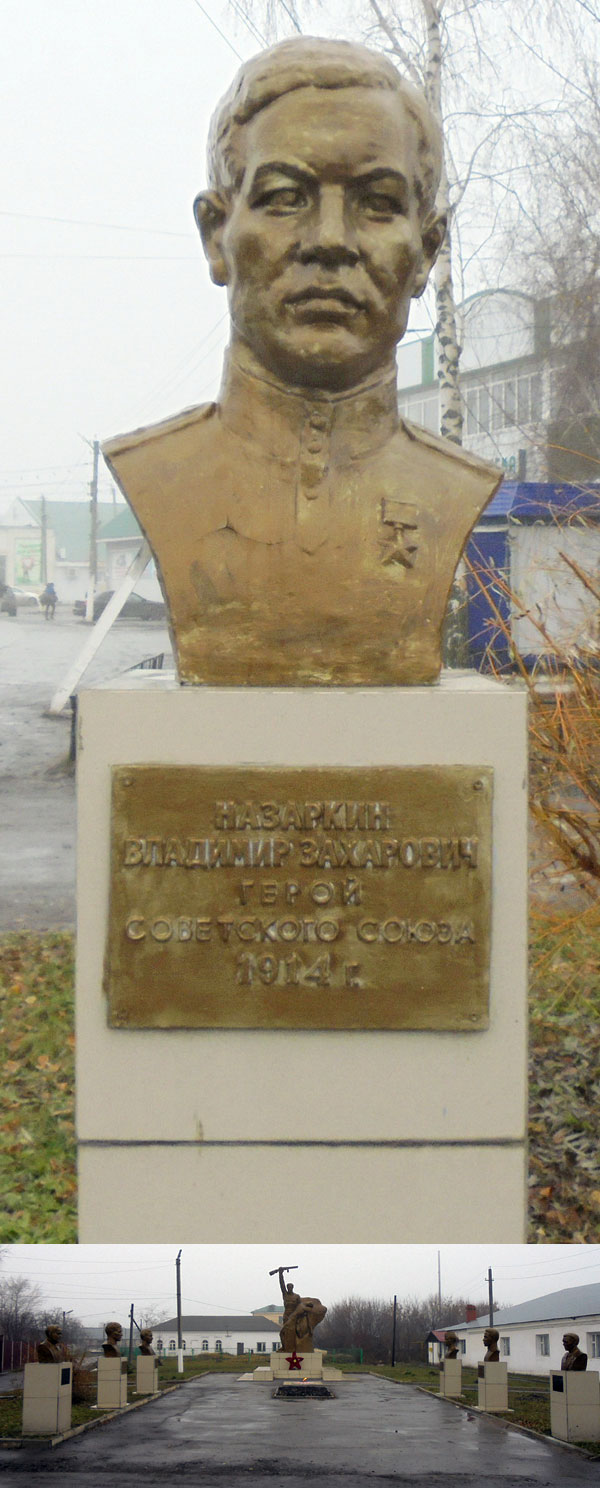 НАЗАРКИН
ВЛАДИМИР ЗАХАРОВИЧ
ГЕРОЙ
СОВЕТСКОГО СОЮЗА
1914 г.